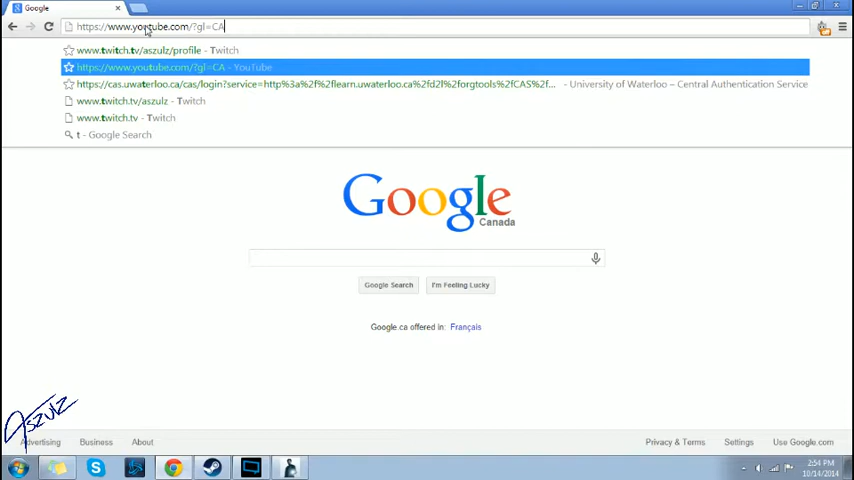 Google
https://www.youtube.com/?gl=CA
www.twitch.tv/aszulz/profile - Twitch
https://www.youtube.com/?gl=CA - YouTube
https://cas.uwaterloo.ca/cas/login?service=http%3a%2f%2flearn.uwaterloo.ca%2fd2l%2forgtools%2fCAS%2f... - University of Waterloo – Central Authentication Service
www.twitch.tv/aszulz - Twitch
www.twitch.tv - Twitch
t - Google Search
Google
Canada
Google Search I'm Feeling Lucky
Google.ca offered in: Français
Aszulz
Advertising Business About Privacy & Terms Settings Use Google.com
2:54 PM
10/14/2014